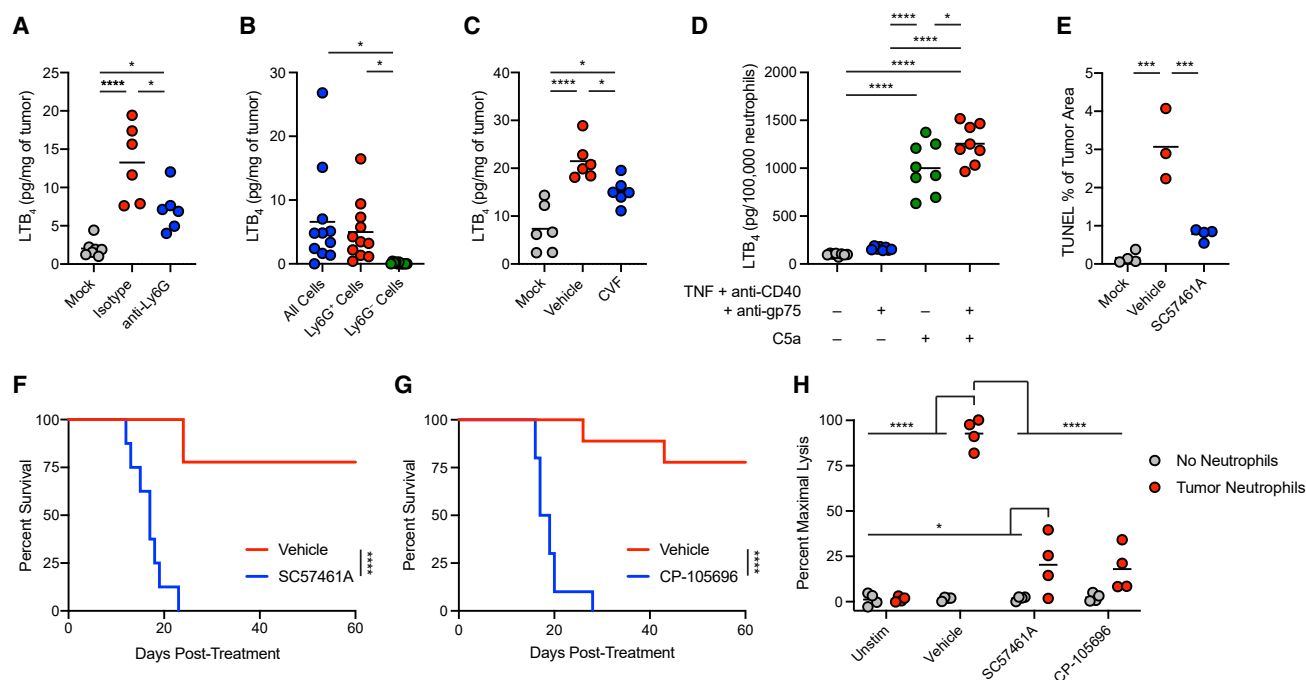 A
LTB4 (pg/mg of tumor)
25
20
15
10
5
0
*
****
*
Mock
Isotype
anti-Ly6G
B
LTB4 (pg/mg of tumor)
30
20
10
0
*
*
All Cells
Ly6G+ Cells
Ly6G- Cells
C
LTB4 (pg/mg of tumor)
40
30
20
10
0
*
****
*
Mock
Vehicle
CVF
D
LTB4 (pg/100,000 neutrophils)
2000
1500
1000
500
0
**** *
****
****
****
TNF + anti-CD40
+ anti-gp75
– + – +
C5a
– – + +
E
TUNEL % of Tumor Area
5
4
3
2
1
0
*** ***
Mock
Vehicle
SC57461A
F
Percent Survival
100
75
50
25
0
0 20 40 60
Days Post-Treatment
Vehicle
SC57461A
****
G
Percent Survival
100
75
50
25
0
0 20 40 60
Days Post-Treatment
Vehicle
CP-105696
****
H
Percent Maximal Lysis
100
75
50
25
0
**** ****
*
Unstim
Vehicle
SC57461A
CP-105696
No Neutrophils
Tumor Neutrophils